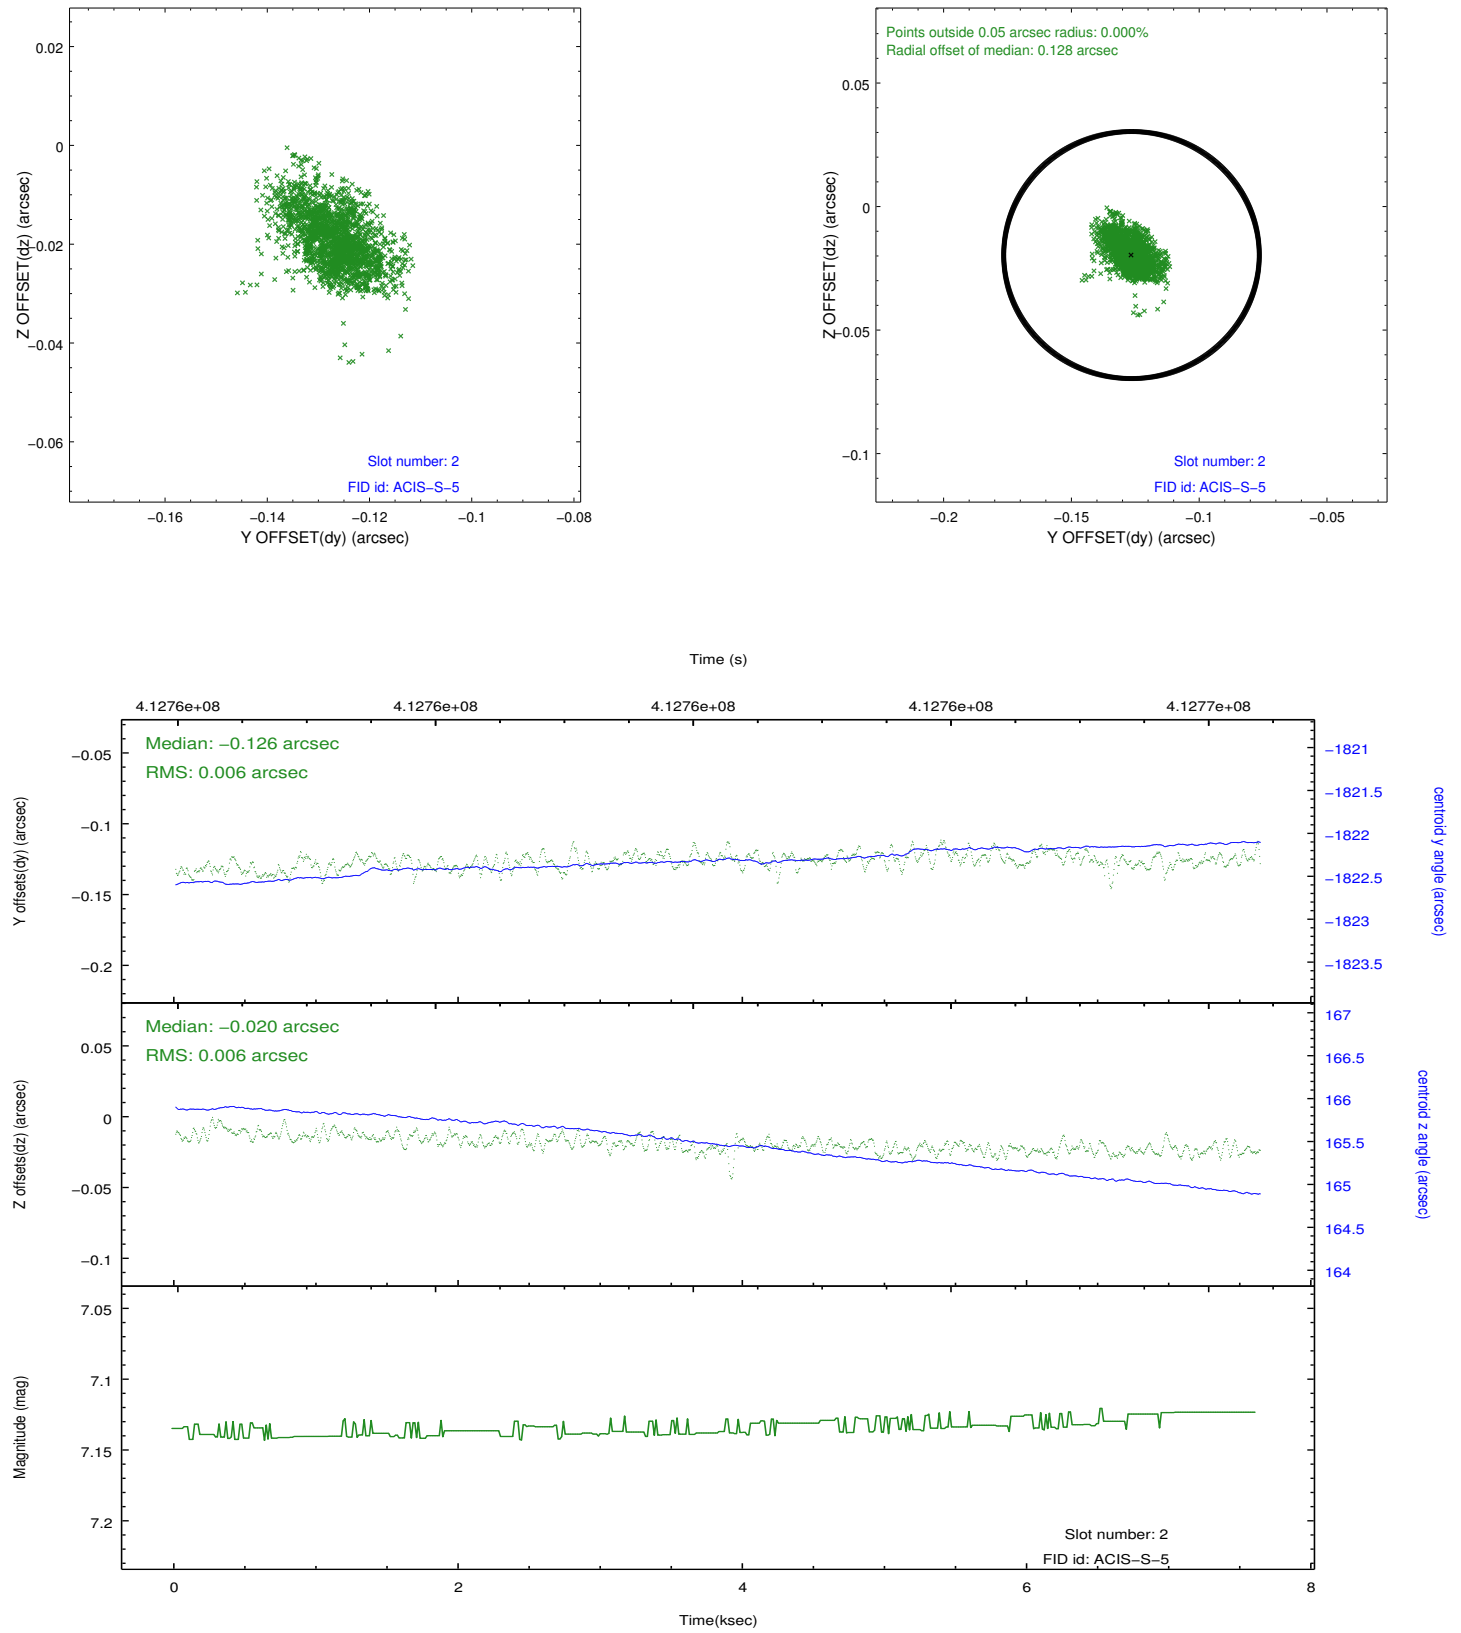 0.02
0
−0.02
−0.04
−0.06
Z OFFSET(dz) (arcsec)
Slot number: 2
FID id: ACIS−S−5
−0.16 −0.14 −0.12 −0.1 −0.08
Y OFFSET(dy) (arcsec)
Points outside 0.05 arcsec radius: 0.000%
Radial offset of median: 0.128 arcsec
0.05
0
−0.05
−0.1
Z OFFSET(dz) (arcsec)
Slot number: 2
FID id: ACIS−S−5
−0.2 −0.15 −0.1 −0.05
Y OFFSET(dy) (arcsec)
Time (s)
4.1276e+08 4.1276e+08 4.1276e+08 4.1276e+08 4.1277e+08
Median: −0.126 arcsec
RMS: 0.006 arcsec
−0.05
−0.1
−0.15
−0.2
Y offsets(dy) (arcsec)
−1821
−1821.5
−1822
−1822.5
−1823
−1823.5
centroid y angle (arcsec)
Median: −0.020 arcsec
RMS: 0.006 arcsec
0.05
0
−0.05
−0.1
Z offsets(dz) (arcsec)
167
166.5
166
165.5
165
164.5
164
centroid z angle (arcsec)
7.05
7.1
7.15
7.2
Magnitude (mag)
Slot number: 2
FID id: ACIS−S−5
0 2 4 6 8
Time(ksec)